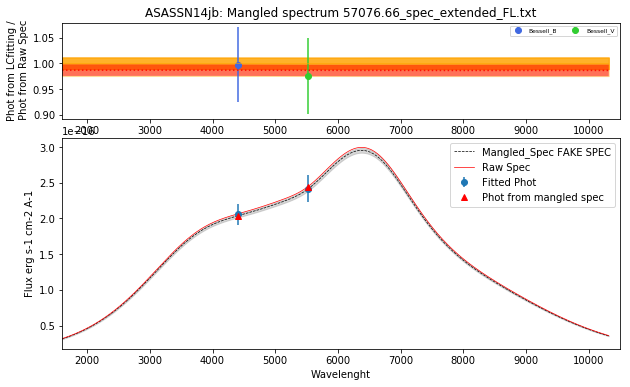 ASASSN14jb: Mangled spectrum 57076.66_spec_extended_FL.txt
Phot from LCfitting /
Phot from Raw Spec
1.05
1.00
0.95
0.90
Bessell_B
Bessell_V
2000 3000 4000 5000 6000 7000 8000 9000 10000
1e−16
Flux erg s-1 cm-2 A-1
3.0
2.5
2.0
1.5
1.0
0.5
Mangled_Spec FAKE SPEC
Raw Spec
Fitted Phot
Phot from mangled spec
2000 3000 4000 5000 6000 7000 8000 9000 10000
Wavelenght